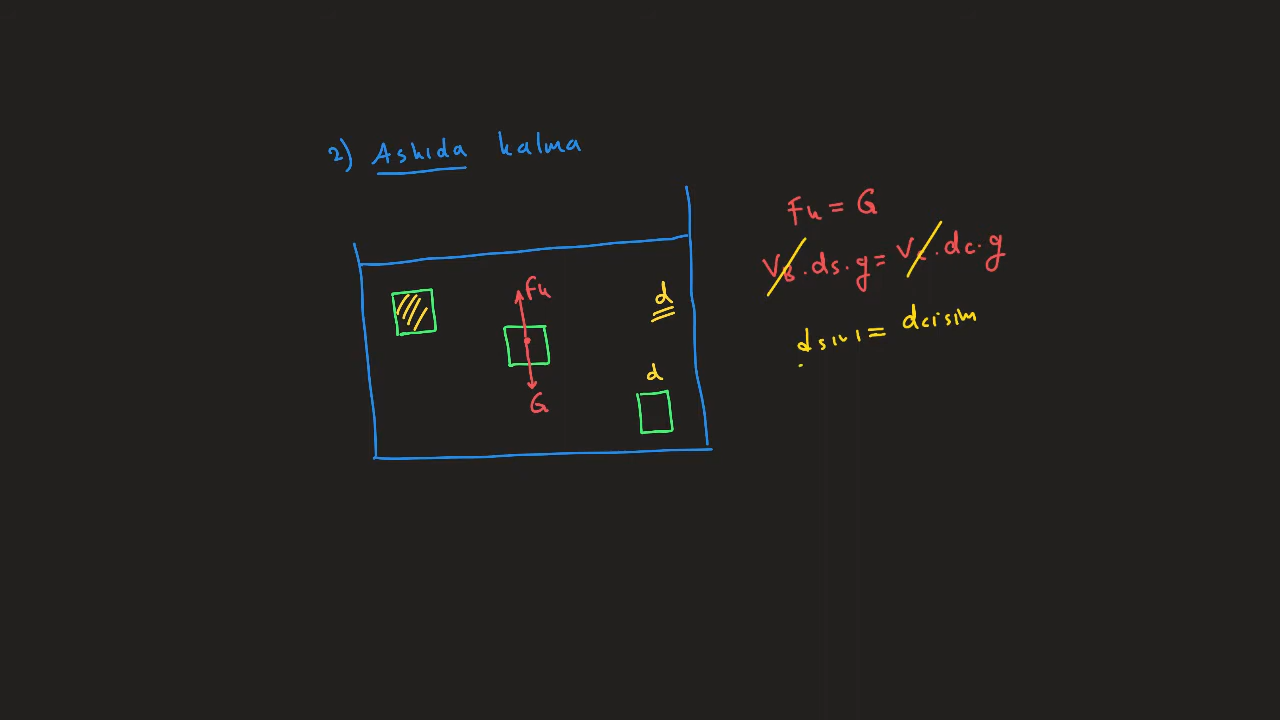 2) Askıda kalma
Fk = G
VB.ds.g = Vc.dc.g
Fk
d
dsıvı = dcisim
d
G